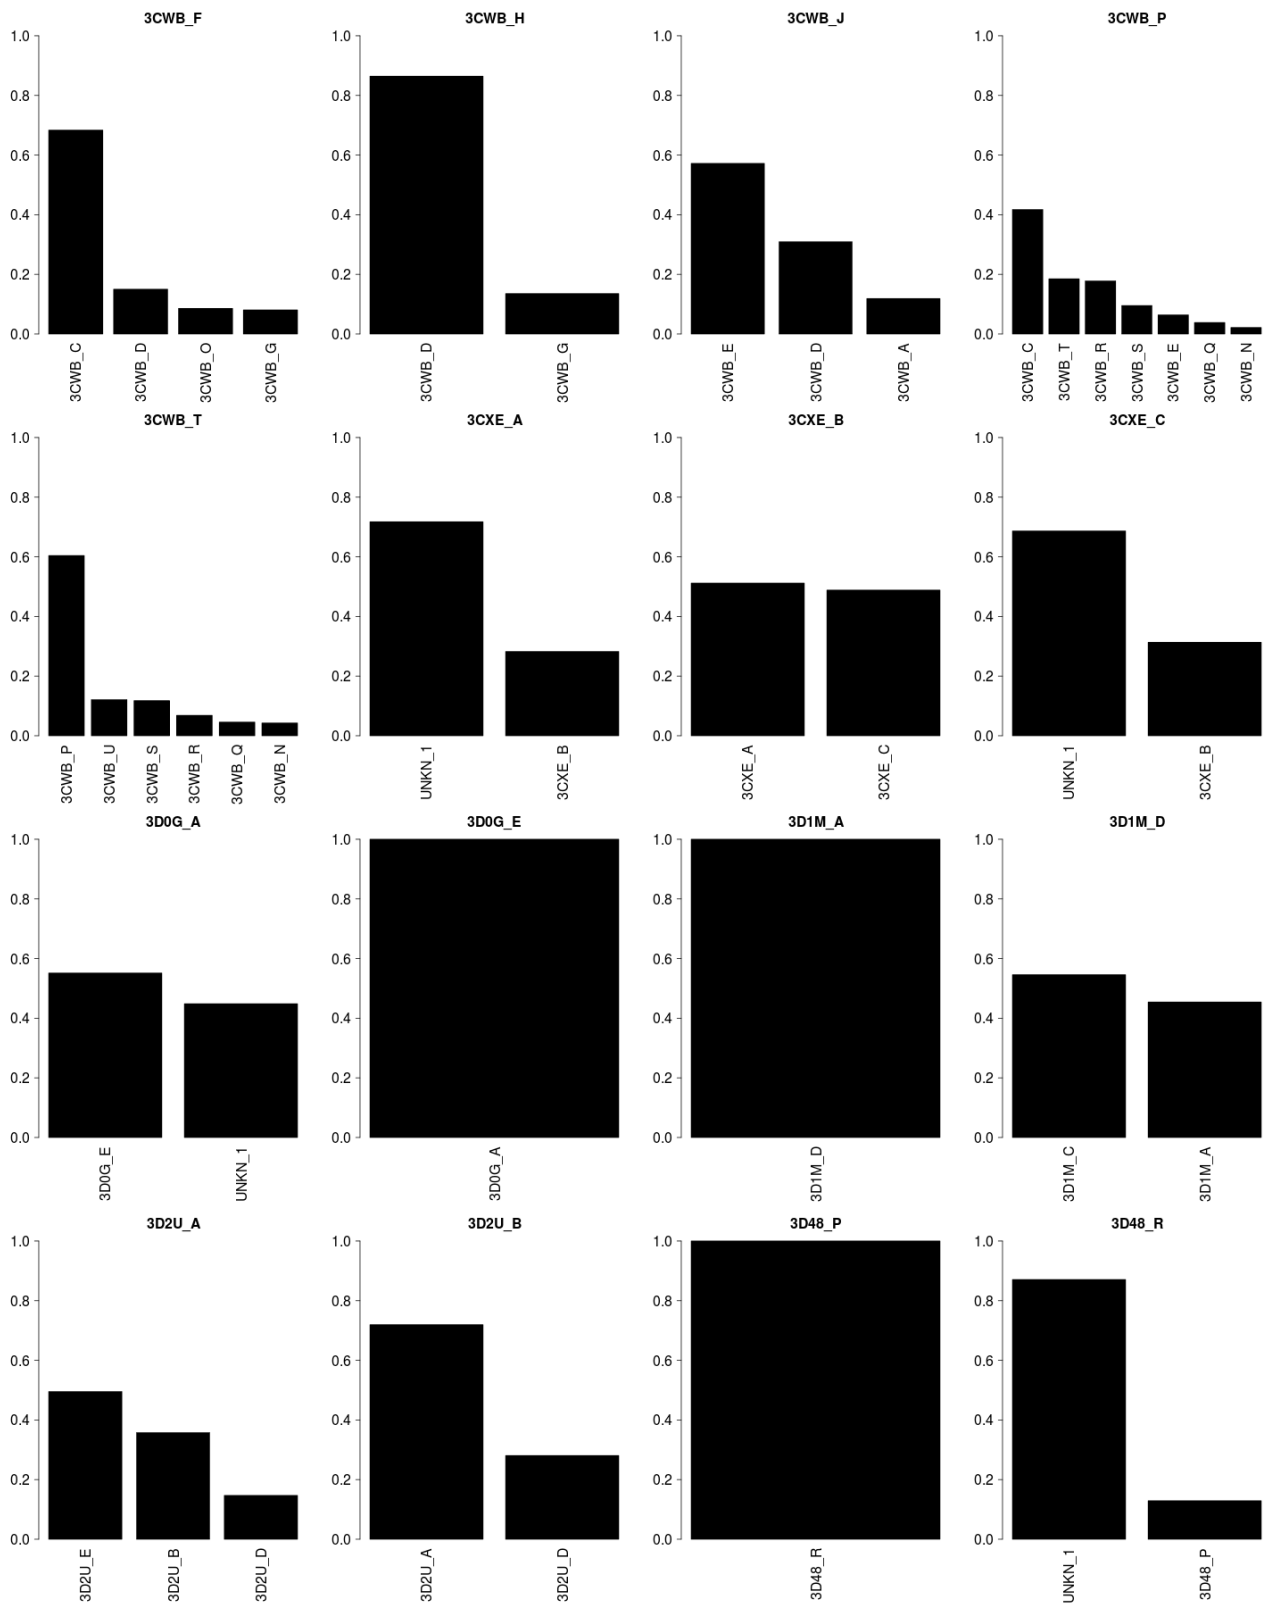 3CWB_F
1.0
0.8
0.6
0.4
0.2
0.0
3CWB_C
3CWB_D
3CWB_O
3CWB_G
3CWB_H
1.0
0.8
0.6
0.4
0.2
0.0
3CWB_D
3CWB_G
3CWB_J
1.0
0.8
0.6
0.4
0.2
0.0
3CWB_E
3CWB_D
3CWB_A
3CWB_P
1.0
0.8
0.6
0.4
0.2
0.0
3CWB_C
3CWB_T
3CWB_R
3CWB_S
3CWB_E
3CWB_Q
3CWB_N
3CWB_T
1.0
0.8
0.6
0.4
0.2
0.0
3CWB_P
3CWB_U
3CWB_S
3CWB_R
3CWB_Q
3CWB_N
3CXE_A
1.0
0.8
0.6
0.4
0.2
0.0
UNKN_1
3CXE_B
3CXE_B
1.0
0.8
0.6
0.4
0.2
0.0
3CXE_A
3CXE_C
3CXE_C
1.0
0.8
0.6
0.4
0.2
0.0
UNKN_1
3CXE_B
3D0G_A
1.0
0.8
0.6
0.4
0.2
0.0
3D0G_E
UNKN_1
3D0G_E
1.0
0.8
0.6
0.4
0.2
0.0
3D0G_A
3D1M_A
1.0
0.8
0.6
0.4
0.2
0.0
3D1M_D
3D1M_D
1.0
0.8
0.6
0.4
0.2
0.0
3D1M_C
3D1M_A
3D2U_A
1.0
0.8
0.6
0.4
0.2
0.0
3D2U_E
3D2U_B
3D2U_D
3D2U_B
1.0
0.8
0.6
0.4
0.2
0.0
3D2U_A
3D2U_D
3D48_P
1.0
0.8
0.6
0.4
0.2
0.0
3D48_R
3D48_R
1.0
0.8
0.6
0.4
0.2
0.0
UNKN_1
3D48_P